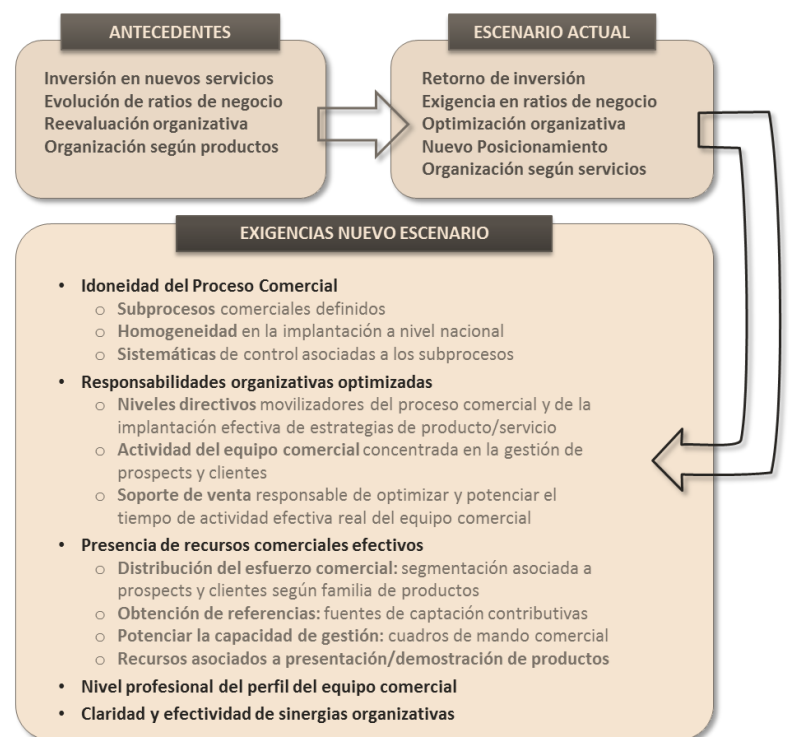 ANTECEDENTES
Inversión en nuevos servicios
Evolución de ratios de negocio
Reevaluación organizativa
Organización según productos
ESCENARIO ACTUAL
Retorno de inversión
Exigencia en ratios de negocio
Optimización organizativa
Nuevo Posicionamiento
Organización según servicios
EXIGENCIAS NUEVO ESCENARIO
• Idoneidad del Proceso Comercial
o Subprocesos comerciales definidos
o Homogeneidad en la implantación a nivel nacional
o Sistemáticas de control asociadas a los subprocesos
• Responsabilidades organizativas optimizadas
o Niveles directivos movilizadores del proceso comercial y de la
implantación efectiva de estrategias de producto/servicio
o Actividad del equipo comercial concentrada en la gestión de
prospects y clientes
o Soporte de venta responsable de optimizar y potenciar el
tiempo de actividad efectiva real del equipo comercial
• Presencia de recursos comerciales efectivos
o Distribución del esfuerzo comercial: segmentación asociada a
prospects y clientes según familia de productos
o Obtención de referencias: fuentes de captación contributivas
o Potenciar la capacidad de gestión: cuadros de mando comercial
o Recursos asociados a presentación/demostración de productos
• Nivel profesional del perfil del equipo comercial
• Claridad y efectividad de sinergias organizativas